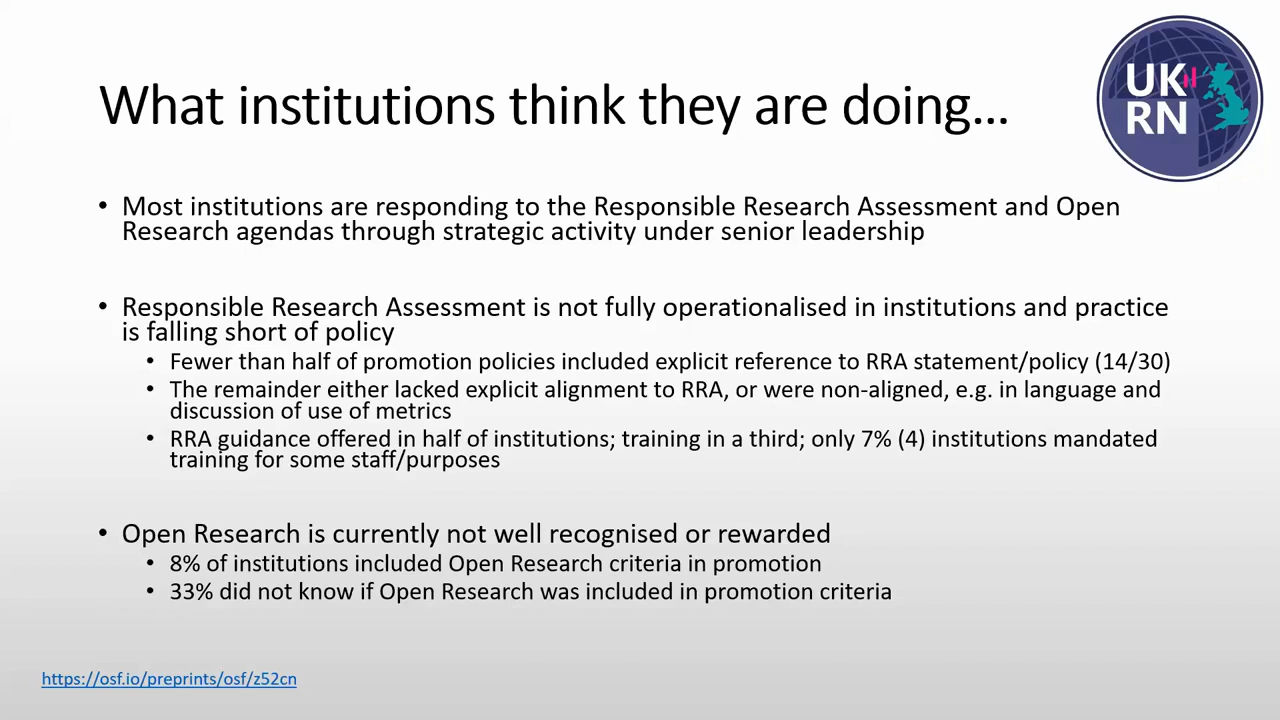 What institutions think they are doing...
UK
RN
• Most institutions are responding to the Responsible Research Assessment and Open
Research agendas through strategic activity under senior leadership
• Responsible Research Assessment is not fully operationalised in institutions and practice
is falling short of policy
• Fewer than half of promotion policies included explicit reference to RRA statement/policy (14/30)
• The remainder either lacked explicit alignment to RRA, or were non-aligned, e.g. in language and
discussion of use of metrics
• RRA guidance offered in half of institutions; training in a third; only 7% (4) institutions mandated
training for some staff/purposes
• Open Research is currently not well recognised or rewarded
• 8% of institutions included Open Research criteria in promotion
• 33% did not know if Open Research was included in promotion criteria
https://osf.io/preprints/osf/z52cn